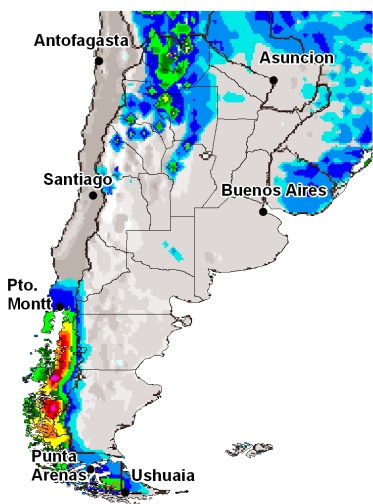 Antofagasta
Asuncion
Santiago
Buenos Aires
Pto.
Montt
Punta
Arenas
Ushuaia